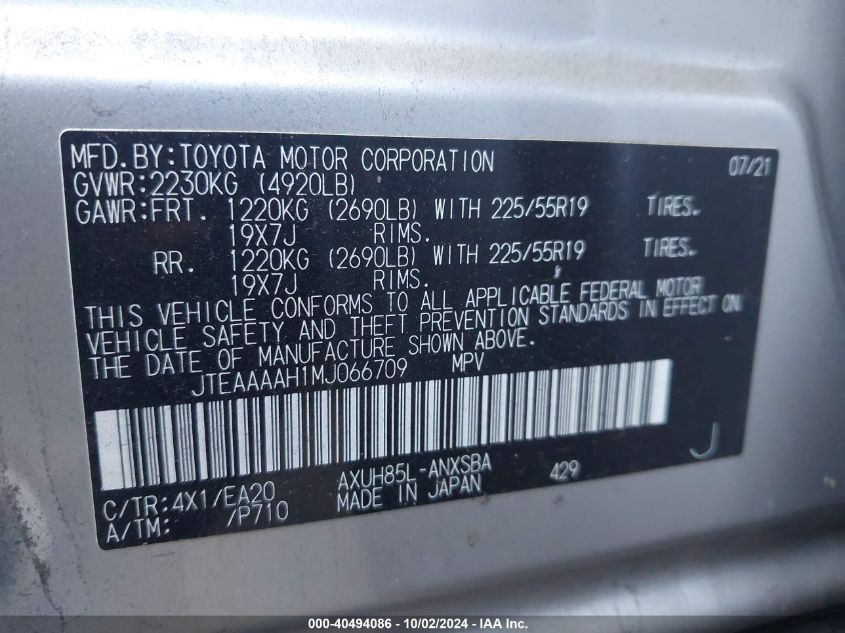 MFD.BY:TOYOTA MOTOR CORPORATION 07/21
GVWR:2230KG (4920LB)
GAWR:FRT. 1220KG (2690LB) WITH 225/55R19 TIRES.
19X7J RIMS.
RR. 1220KG (2690LB) WITH 225/55R19 TIRES.
19X7J RIMS.
THIS VEHICLE CONFORMS TO ALL APPLICABLE FEDERAL MOTOR
VEHICLE SAFETY AND THEFT PREVENTION STANDARDS IN EFFECT ON
THE DATE OF MANUFACTURE SHOWN ABOVE.
JTEAAAAH1MJ066709 MPV
J
AXUH85L-ANXSBA 429
C/TR:4X1/EA20 MADE IN JAPAN
A/TM: /P710
000-40494086 - 10/02/2024 - IAA Inc.